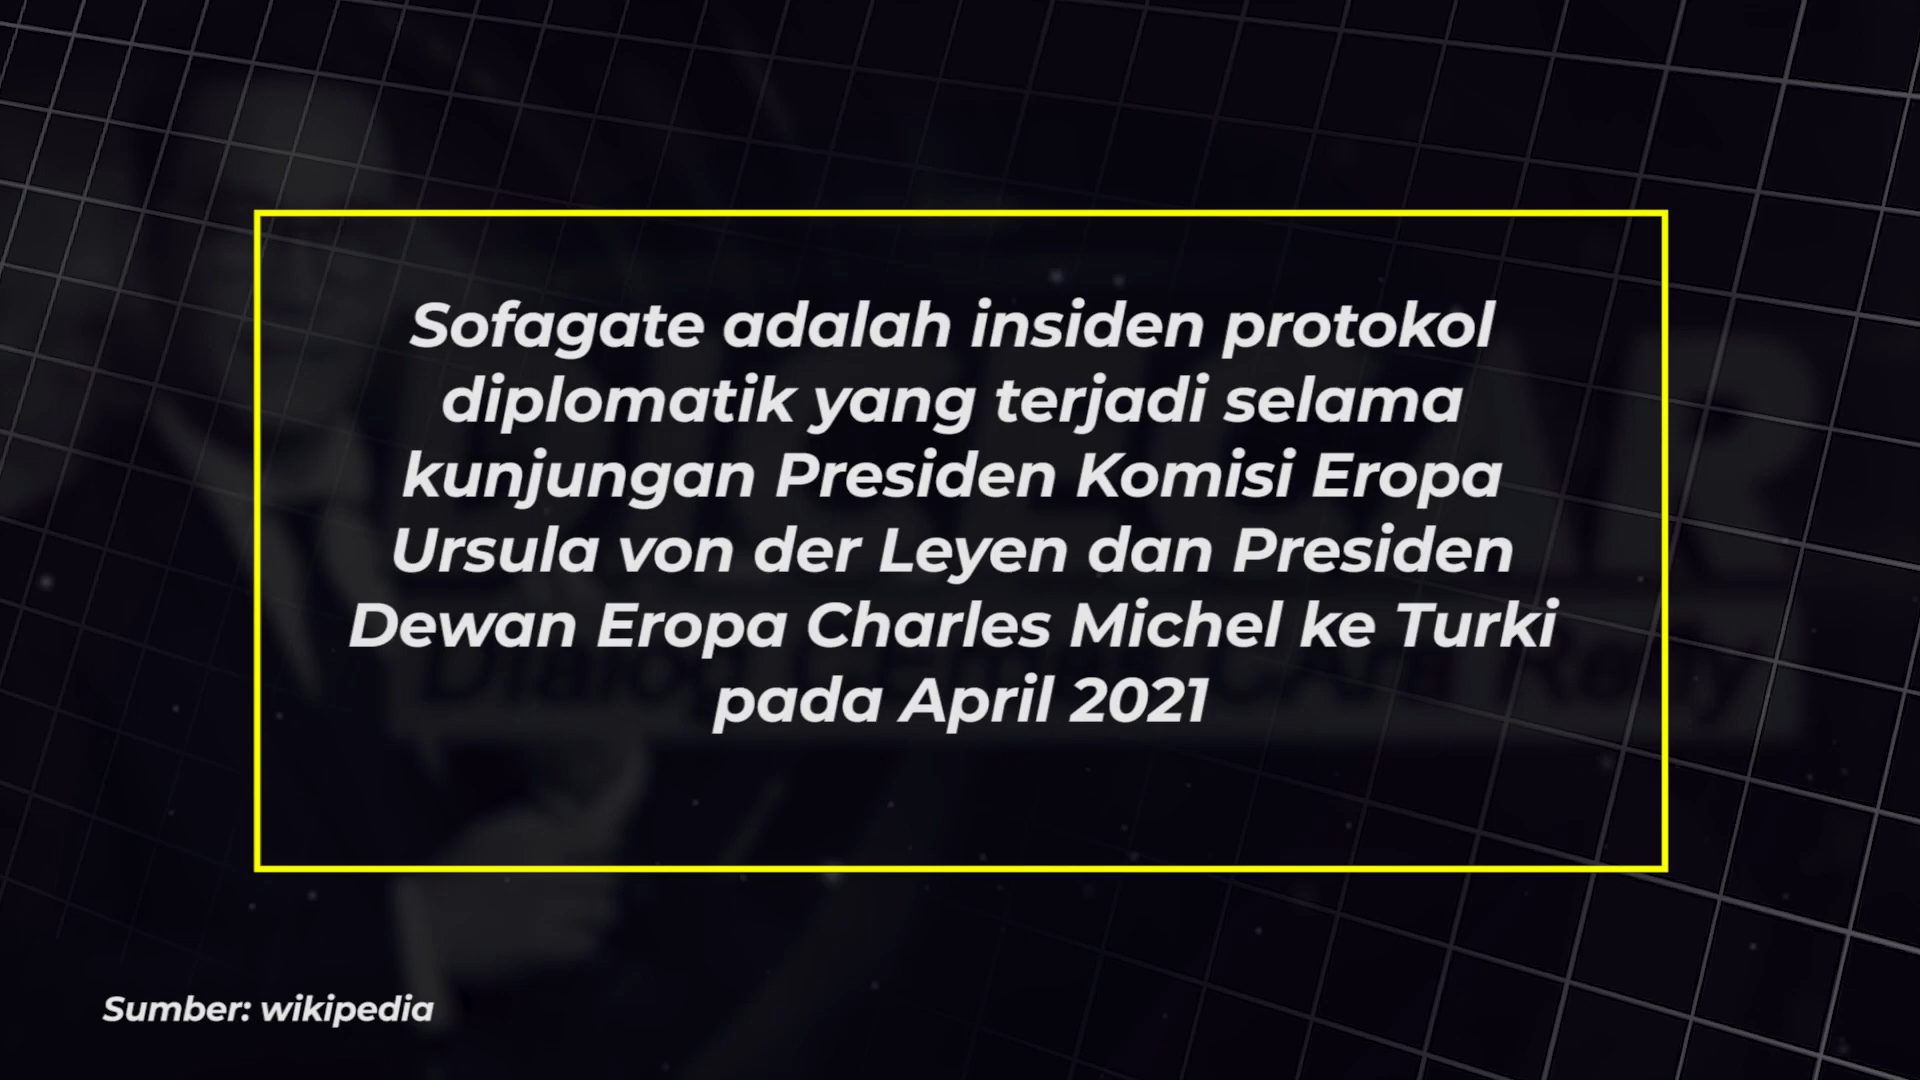 Sofagate adalah insiden protokol
diplomatik yang terjadi selama
kunjungan Presiden Komisi Eropa
Ursula von der Leyen dan Presiden
Dewan Eropa Charles Michel ke Turki
pada April 2021
Sumber: wikipedia